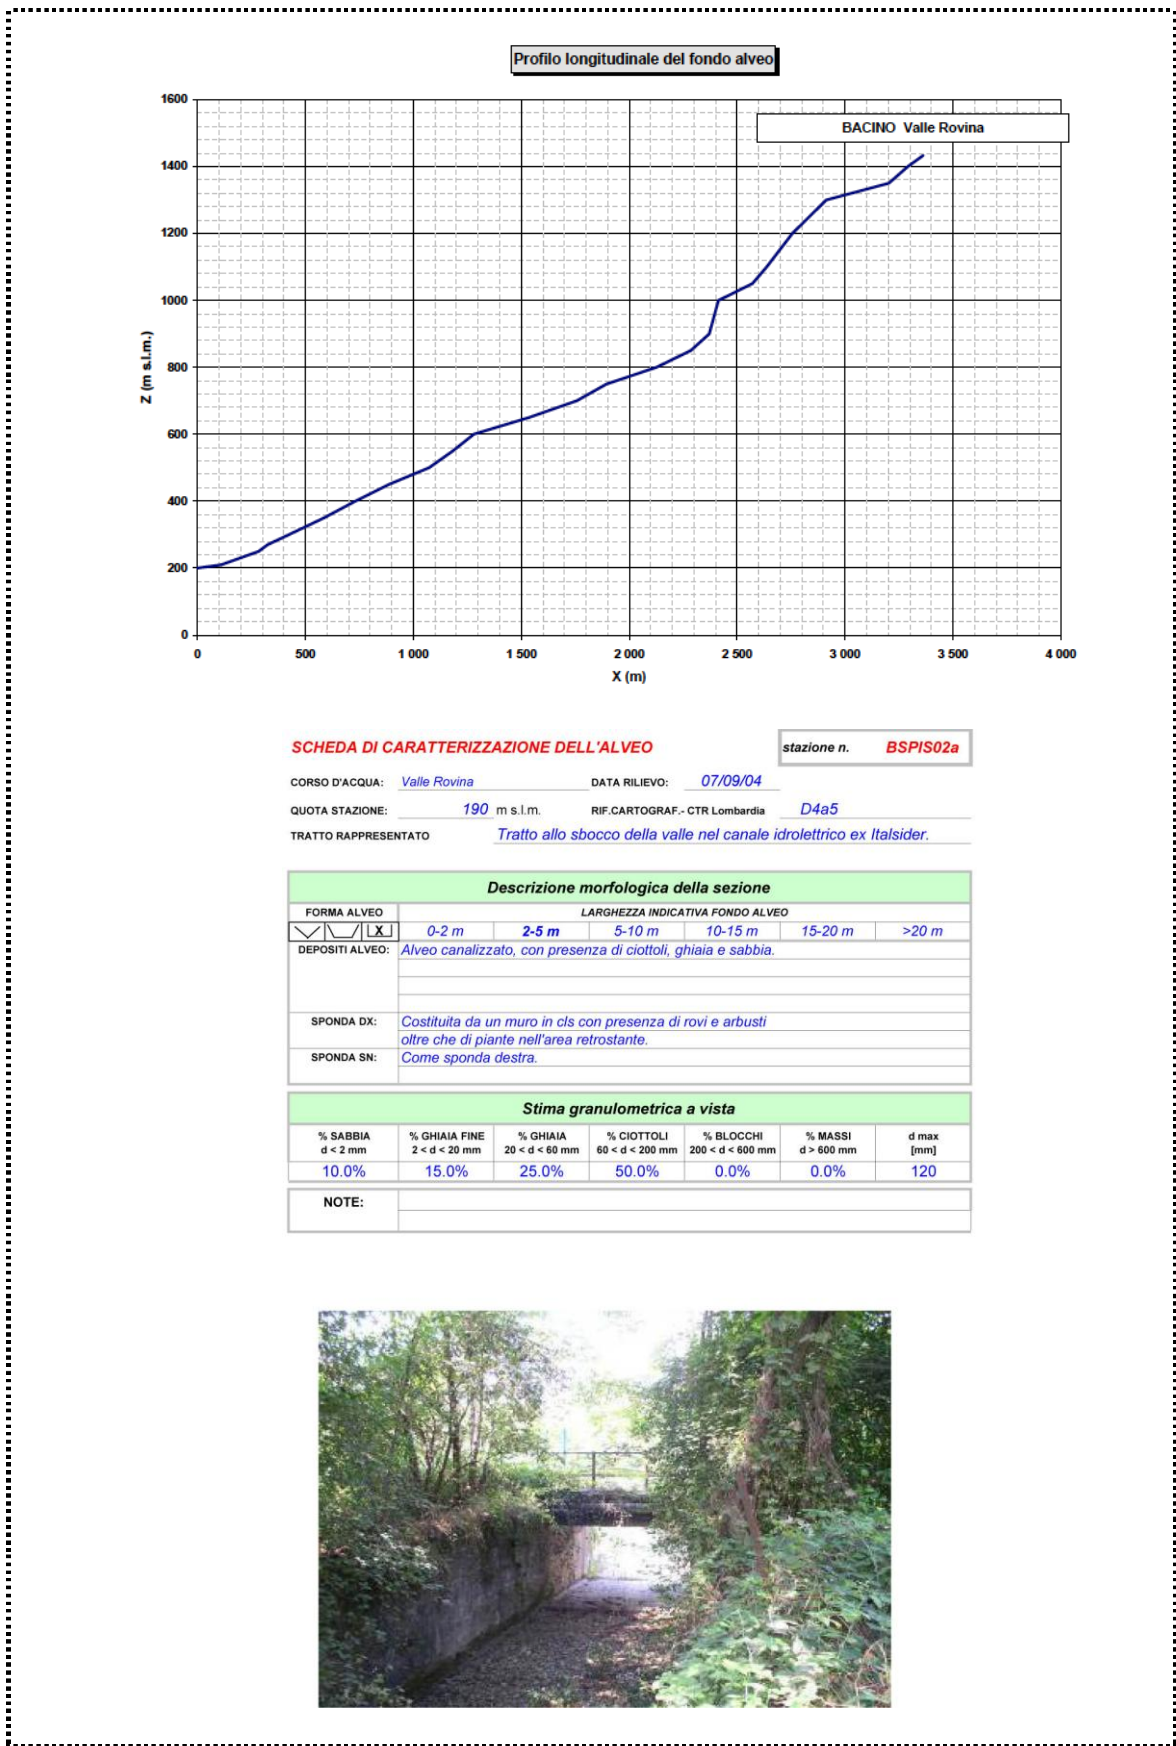 Profilo longitudinale del fondo alveo
BACINO Valle Rovina
1600
1400
1200
1000
800
600
400
200
0
Z (m s.l.m.)
0 500 1 000 1 500 2 000 2 500 3 000 3 500 4 000
X (m)
SCHEDA DI CARATTERIZZAZIONE DELL'ALVEO stazione n. BSPIS02a
CORSO D'ACQUA: Valle Rovina DATA RILIEVO: 07/09/04
QUOTA STAZIONE: 190 m s.l.m. RIF.CARTOGRAF.- CTR Lombardia D4a5
TRATTO RAPPRESENTATO Tratto allo sbocco della valle nel canale idrolettrico ex Italsider.
Descrizione morfologica della sezione
FORMA ALVEO LARGHEZZA INDICATIVA FONDO ALVEO
X 0-2 m 2-5 m 5-10 m 10-15 m 15-20 m >20 m
DEPOSITI ALVEO: Alveo canalizzato, con presenza di ciottoli, ghiaia e sabbia.
SPONDA DX: Costituita da un muro in cls con presenza di rovi e arbusti
oltre che di piante nell'area retrostante.
SPONDA SN: Come sponda destra.
Stima granulometrica a vista
% SABBIA % GHIAIA FINE % GHIAIA % CIOTTOLI % BLOCCHI % MASSI d max
d < 2 mm 2 < d < 20 mm 20 < d < 60 mm 60 < d < 200 mm 200 < d < 600 mm d > 600 mm [mm]
10.0% 15.0% 25.0% 50.0% 0.0% 0.0% 120
NOTE: